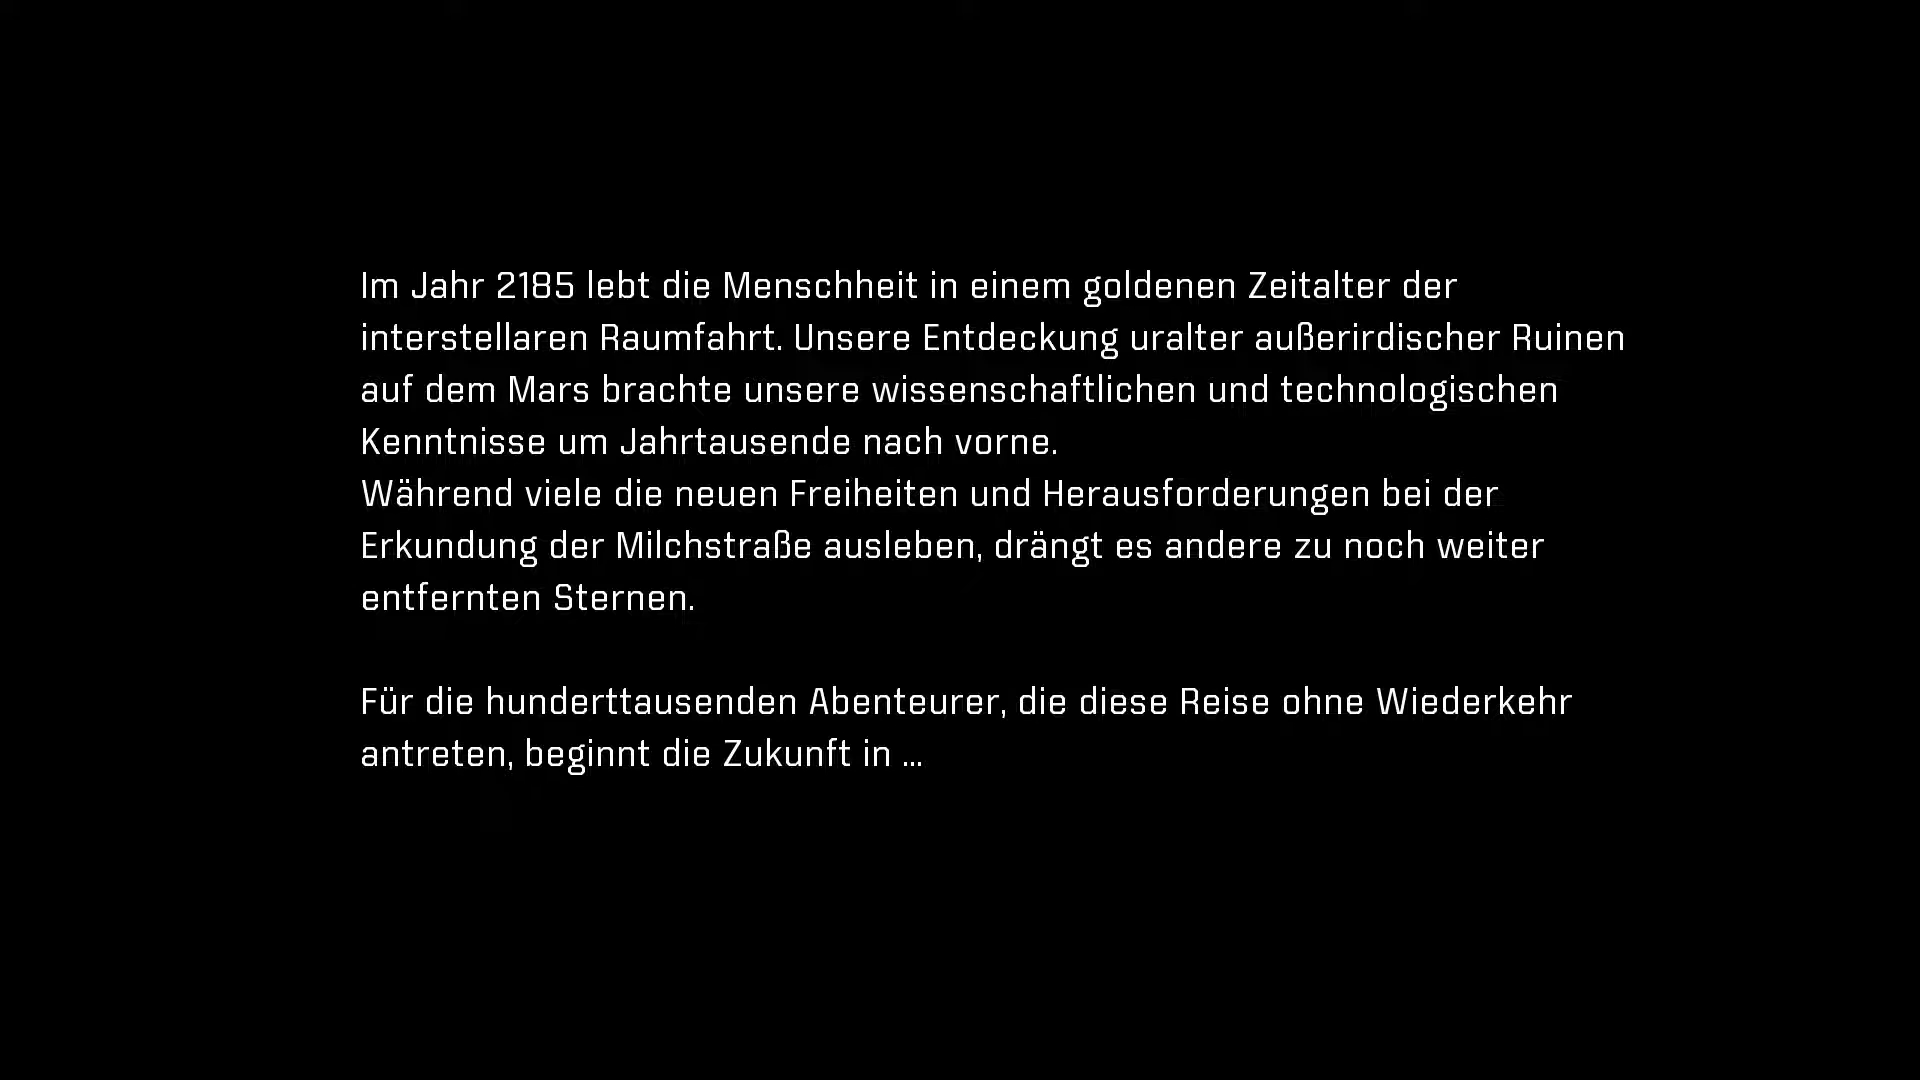 Im Jahr 2185 lebt die Menschheit in einem goldenen Zeitalter der
interstellaren Raumfahrt. Unsere Entdeckung uralter außerirdischer Ruinen
auf dem Mars brachte unsere wissenschaftlichen und technologischen
Kenntnisse um Jahrtausende nach vorne.
Während viele die neuen Freiheiten und Herausforderungen bei der
Erkundung der Milchstraße ausleben, drängt es andere zu noch weiter
entfernten Sternen.
Für die hunderttausenden Abenteurer, die diese Reise ohne Wiederkehr
antreten, beginnt die Zukunft in ...